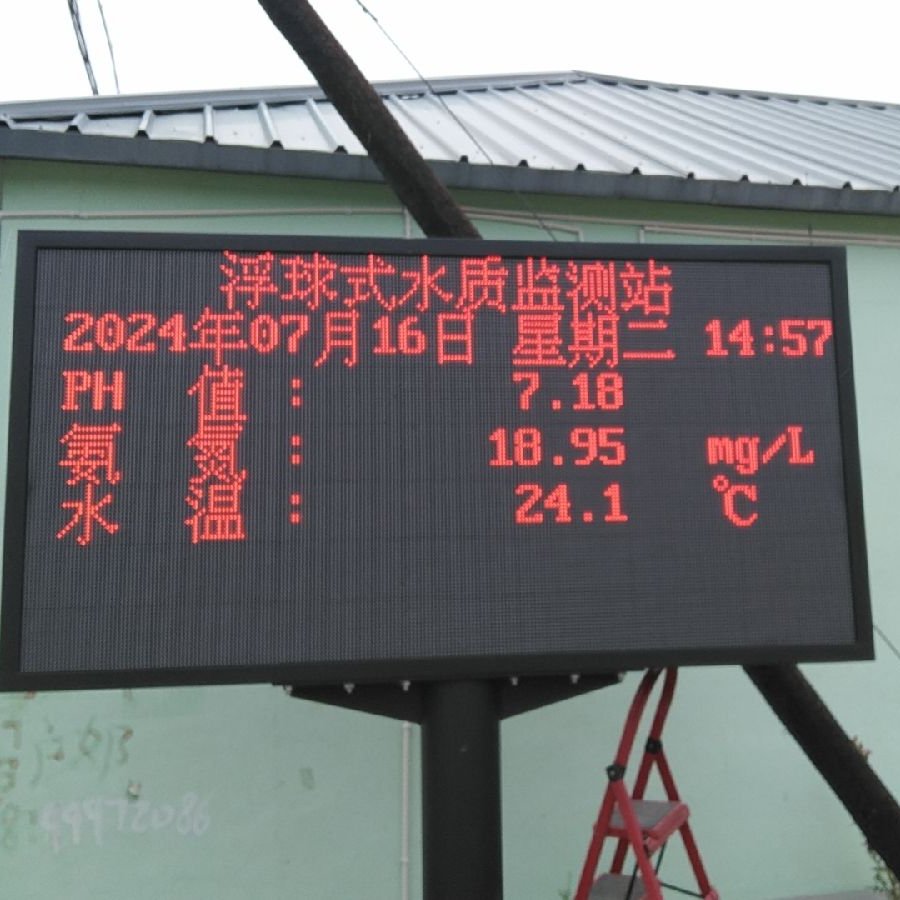 浮球式水质监测站
2024年07月16日 星期二 14:57
PH 值 : 7.18
氨 氮 : 18.95 mg/L
水 温 : 24.1 ℃